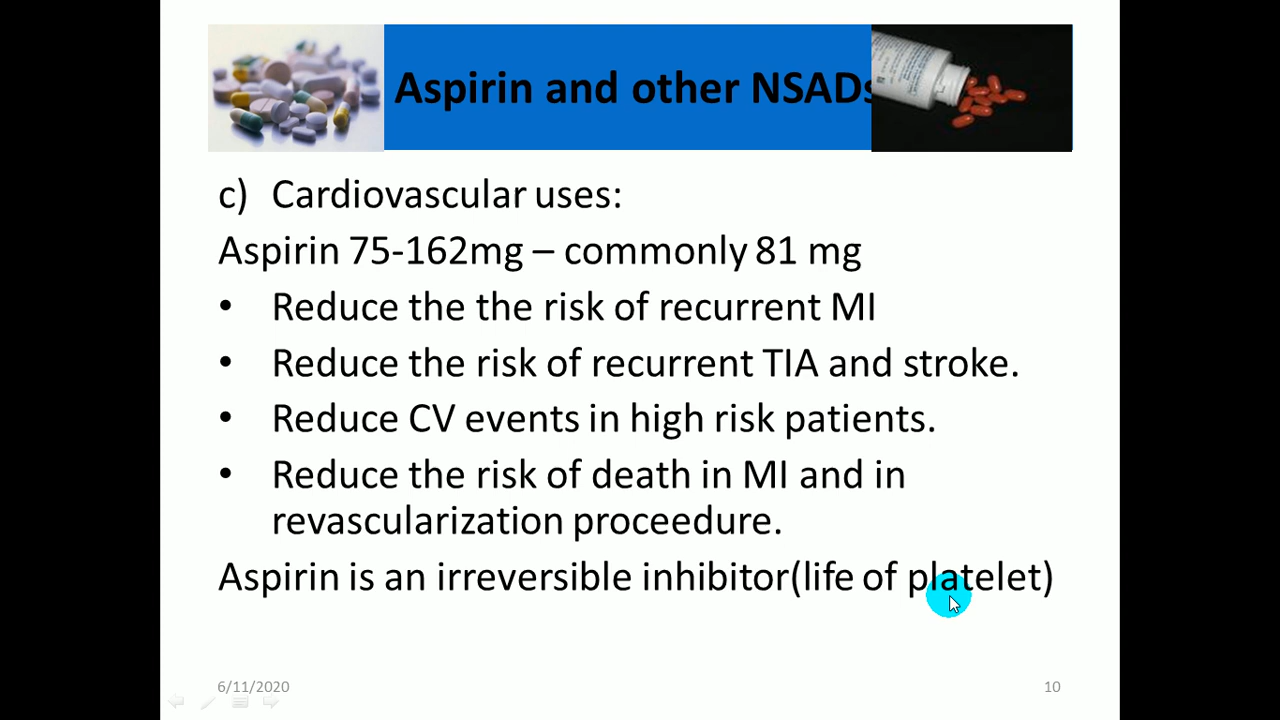 Aspirin and other NSADs
c) Cardiovascular uses:
Aspirin 75-162mg – commonly 81 mg
• Reduce the the risk of recurrent MI
• Reduce the risk of recurrent TIA and stroke.
• Reduce CV events in high risk patients.
• Reduce the risk of death in MI and in
revascularization proceedure.
Aspirin is an irreversible inhibitor(life of platelet)
6/11/2020
10